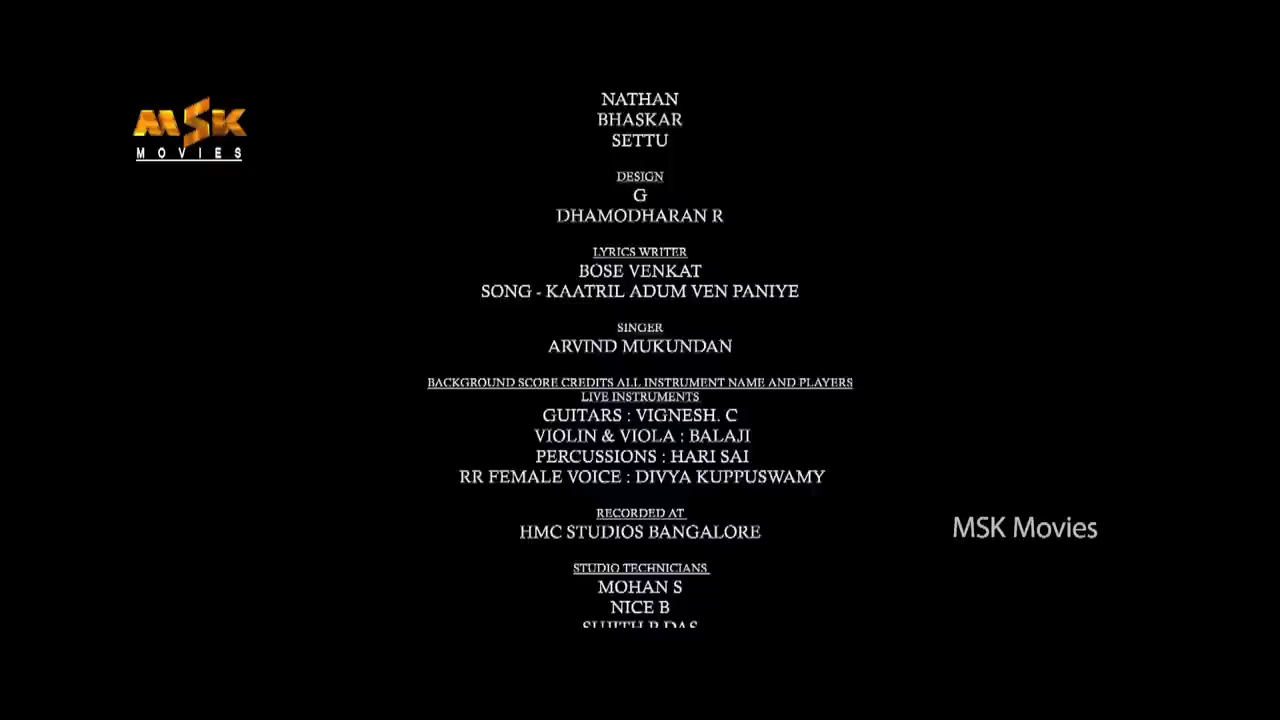 MSK
MOVIES
NATHAN
BHASKAR
SETTU
DESIGN
G
DHAMODHARAN R
LYRICS WRITER
BOSE VENKAT
SONG - KAATRIL ADUM VEN PANIYE
SINGER
ARVIND MUKUNDAN
BACKGROUND SCORE CREDITS ALL INSTRUMENT NAME AND PLAYERS
LIVE INSTRUMENTS
GUITARS : VIGNESH. C
VIOLIN & VIOLA : BALAJI
PERCUSSIONS : HARI SAI
RR FEMALE VOICE : DIVYA KUPPUSWAMY
RECORDED AT
HMC STUDIOS BANGALORE
MSK Movies
STUDIO TECHNICIANS
MOHAN S
NICE B